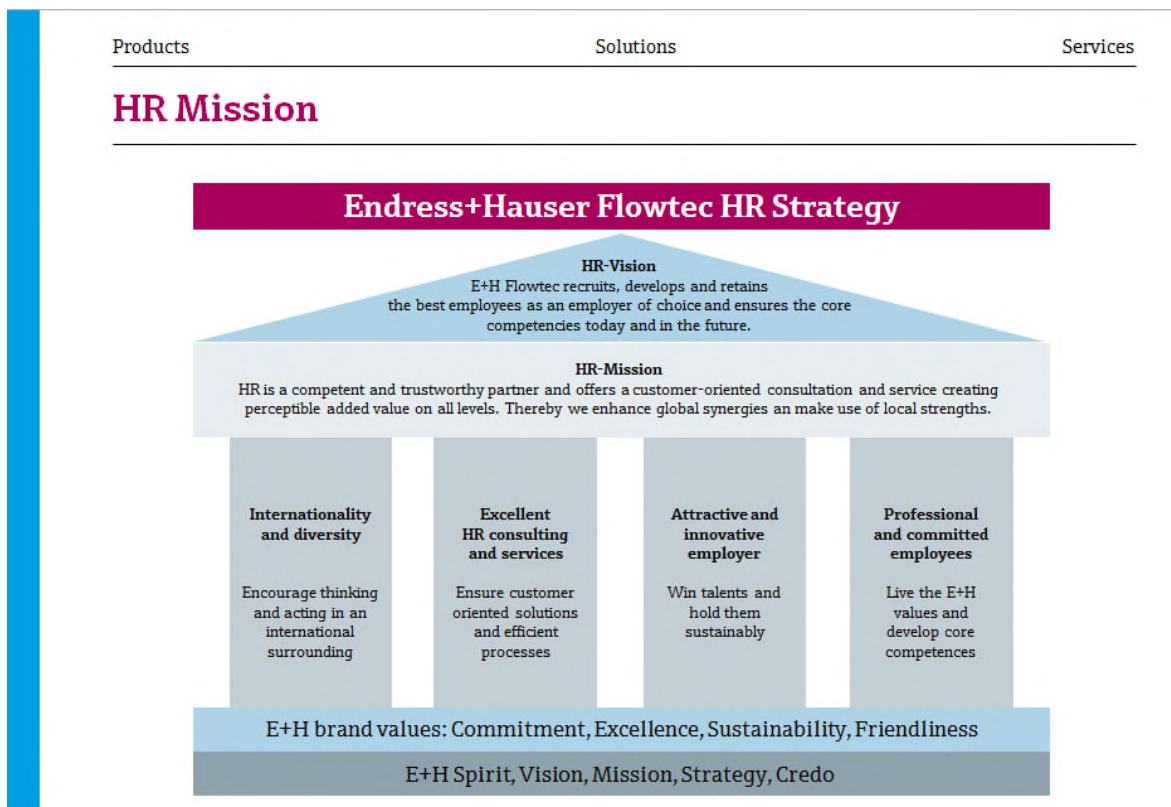 Products Solutions Services
HR Mission
Endress+Hauser Flowtec HR Strategy
HR-Vision
E+H Flowtec recruits, develops and retains
the best employees as an employer of choice and ensures the core
competencies today and in the future.
HR-Mission
HR is a competent and trustworthy partner and offers a customer-oriented consultation and service creating
perceptible added value on all levels. Thereby we enhance global synergies an make use of local strengths.
Internationality
and diversity
Encourage thinking
and acting in an
international
surrounding
Excellent
HR consulting
and services
Ensure customer
oriented solutions
and efficient
processes
Attractive and
innovative
employer
Win talents and
hold them
sustainably
Professional
and committed
employees
Live the E+H
values and
develop core
competences
E+H brand values: Commitment, Excellence, Sustainability, Friendliness
E+H Spirit, Vision, Mission, Strategy, Credo